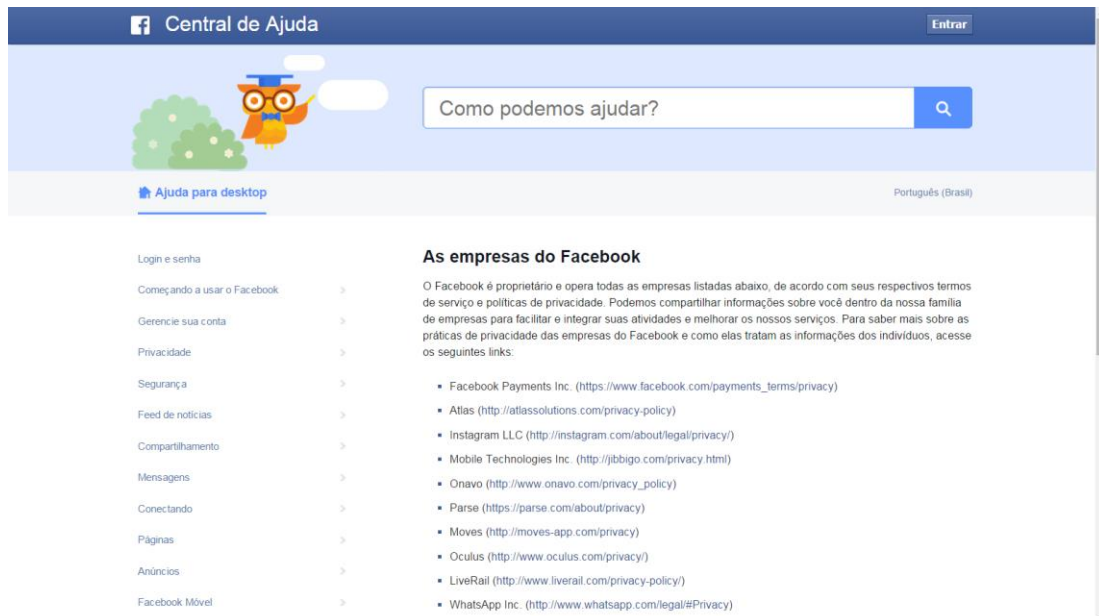 Central de Ajuda
Entrar
Como podemos ajudar?
Ajuda para desktop
Português (Brasil)
Login e senha
Começando a usar o Facebook
Gerencie sua conta
Privacidade
Segurança
Feed de notícias
Compartilhamento
Mensagens
Conectando
Páginas
Anúncios
Facebook Móvel
As empresas do Facebook
O Facebook é proprietário e opera todas as empresas listadas abaixo, de acordo com seus respectivos termos
de serviço e políticas de privacidade. Podemos compartilhar informações sobre você dentro da nossa família
de empresas para facilitar e integrar suas atividades e melhorar os nossos serviços. Para saber mais sobre as
práticas de privacidade das empresas do Facebook e como elas tratam as informações dos indivíduos, acesse
os seguintes links:
Facebook Payments Inc. (https://www.facebook.com/payments_terms/privacy)
Atlas (http://atlassolutions.com/privacy-policy)
Instagram LLC (http://instagram.com/about/legal/privacy/)
Mobile Technologies Inc. (http://jibbigo.com/privacy.html)
Onavo (http://www.onavo.com/privacy_policy)
Parse (https://parse.com/about/privacy)
Moves (http://moves-app.com/privacy)
Oculus (http://www.oculus.com/privacy/)
LiveRail (http://www.liverail.com/privacy-policy/)
WhatsApp Inc. (http://www.whatsapp.com/legal/#Privacy)